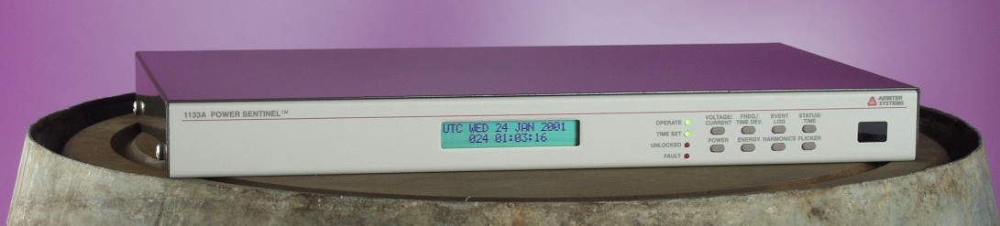 1133A POWER SENTINEL™
ARBITER
SYSTEMS
UTC WED 24 JAN 2001
024 01:03:16
OPERATE
TIME SET
UNLOCKED
FAULT
VOLTAGE/
CURRENT
FREQ./
TIME DEV.
EVENT
LOG
STATUS/
TIME
POWER
ENERGY
HARMONICS
FLICKER